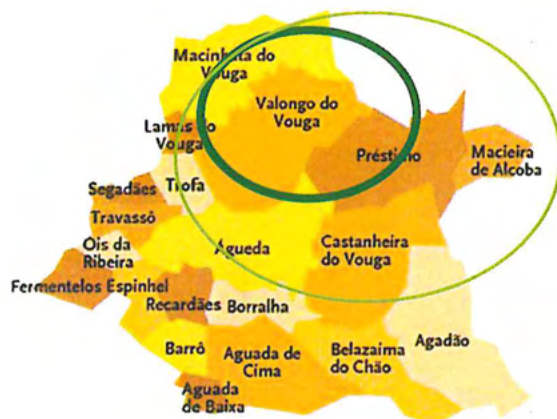 Macinhata do
Vouga
Valongo do
Vouga
Lamas do
Vouga
Préstimo
Macieira
de Alcoba
Trofa
Segadães
Travassô
Óis da
Ribeira
Águeda
Castanheira
do Vouga
Fermentelos Espinhel
Recardães
Borralha
Agadão
Barrô
Aguada de
Cima
Belazaima
do Chão
Aguada
de Baixa